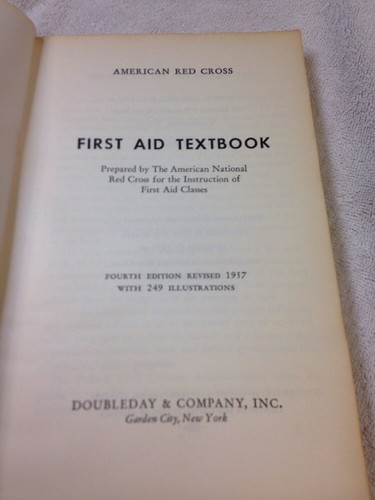 AMERICAN RED CROSS
FIRST AID TEXTBOOK
Prepared by The American National
Red Cross for the Instruction of
First Aid Classes
FOURTH EDITION REVISED 1957
WITH 249 ILLUSTRATIONS
DOUBLEDAY & COMPANY, INC.
Garden City, New York